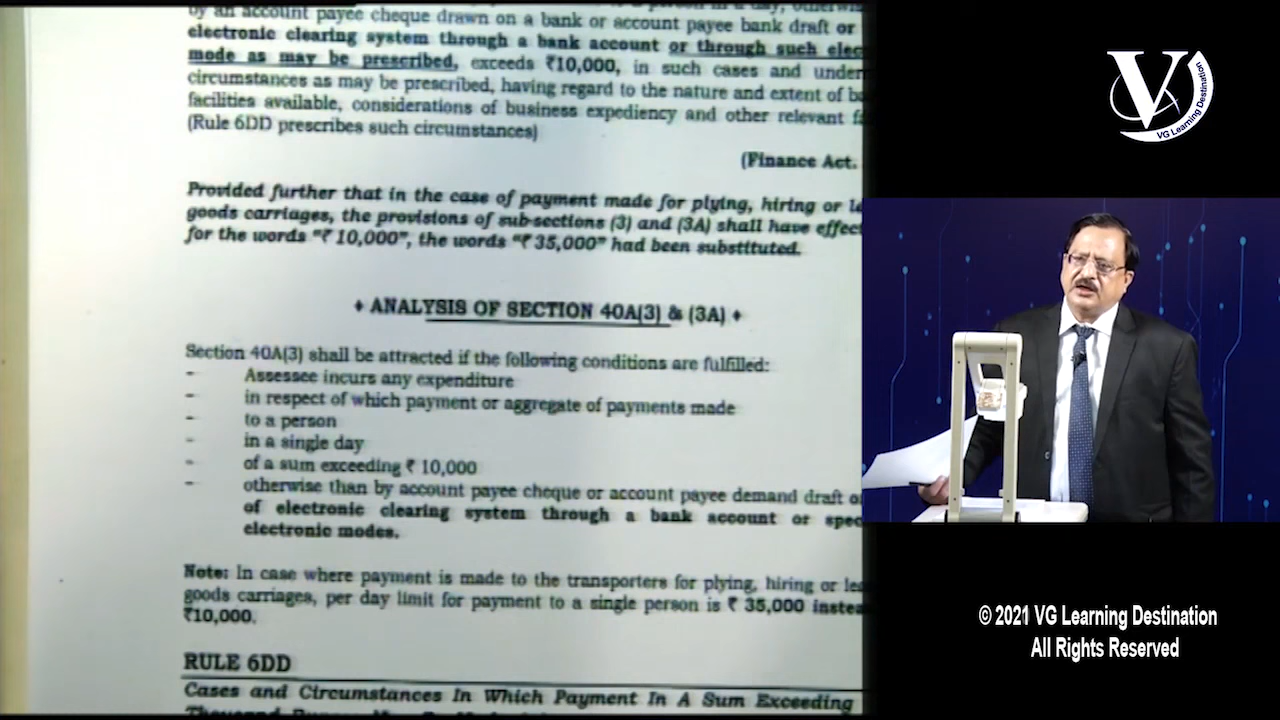 by an account payee cheque drawn on a bank or account payee bank draft or
electronic clearing system through a bank account or through such elec
mode as may be prescribed, exceeds ₹10,000, in such cases and under
circumstances as may be prescribed, having regard to the nature and extent of ba
facilities available, considerations of business expediency and other relevant fa
(Rule 6DD prescribes such circumstances)
(Finance Act.
Provided further that in the case of payment made for plying, hiring or le
goods carriages, the provisions of sub-sections (3) and (3A) shall have effect
for the words "₹ 10,000", the words "₹ 35,000" had been substituted.
♦ ANALYSIS OF SECTION 40A(3) & (3A) ♦
Section 40A(3) shall be attracted if the following conditions are fulfilled:
- Assessee incurs any expenditure
- in respect of which payment or aggregate of payments made
- to a person
- in a single day
- of a sum exceeding ₹ 10,000
- otherwise than by account payee cheque or account payee demand draft o
of electronic clearing system through a bank account or spec
electronic modes.
Note: In case where payment is made to the transporters for plying, hiring or lea
goods carriages, per day limit for payment to a single person is ₹ 35,000 instea
₹10,000.
RULE 6DD
Cases and Circumstances In Which Payment In A Sum Exceeding
V
VG Learning Destination
© 2021 VG Learning Destination
All Rights Reserved